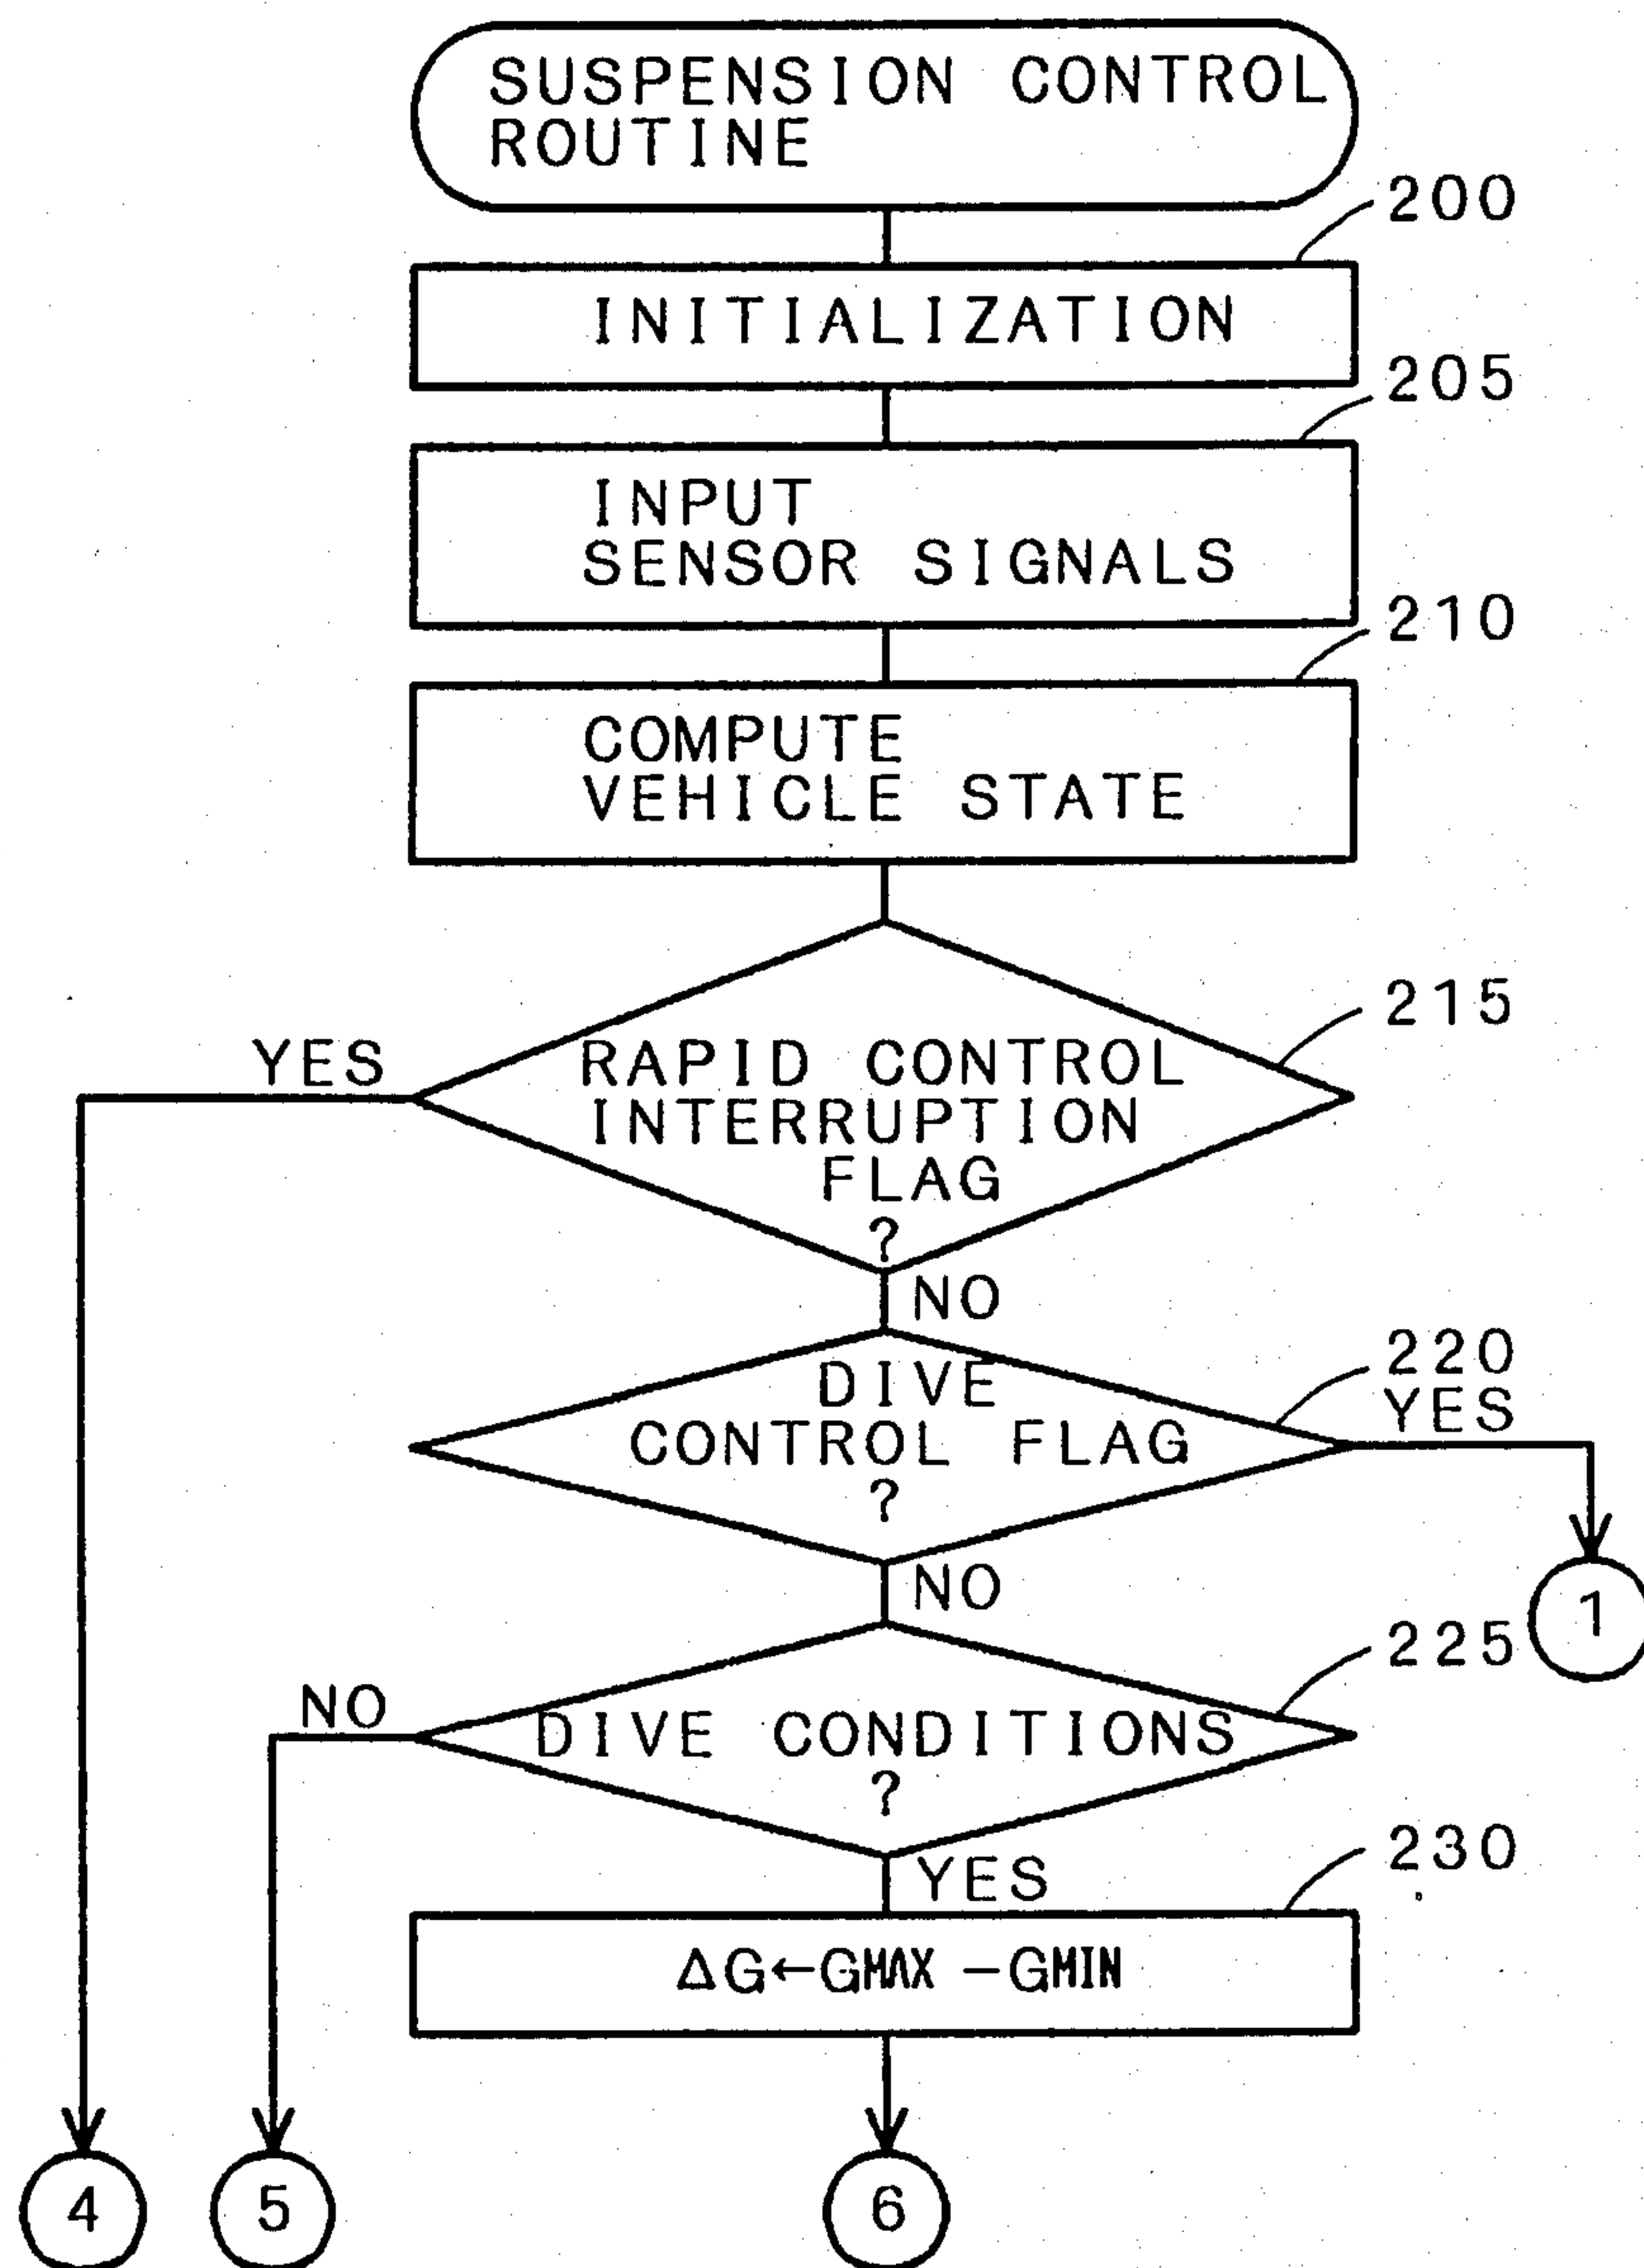 SUSPENSION CONTROL
ROUTINE
200
INITIALIZATION
205
INPUT
SENSOR SIGNALS
210
COMPUTE
VEHICLE STATE
215
YES
RAPID CONTROL
INTERRUPTION
FLAG
?
NO
220
DIVE
YES
CONTROL FLAG
?
NO
1
225
NO
DIVE CONDITIONS
?
YES
230
ΔG←GMAX −GMIN
4
5
6